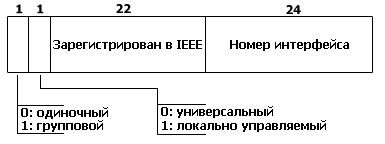 1 1 22 24
Зарегистрирован в IEEE Номер интерфейса
0: одиночный
1: групповой
0: универсальный
1: локально управляемый